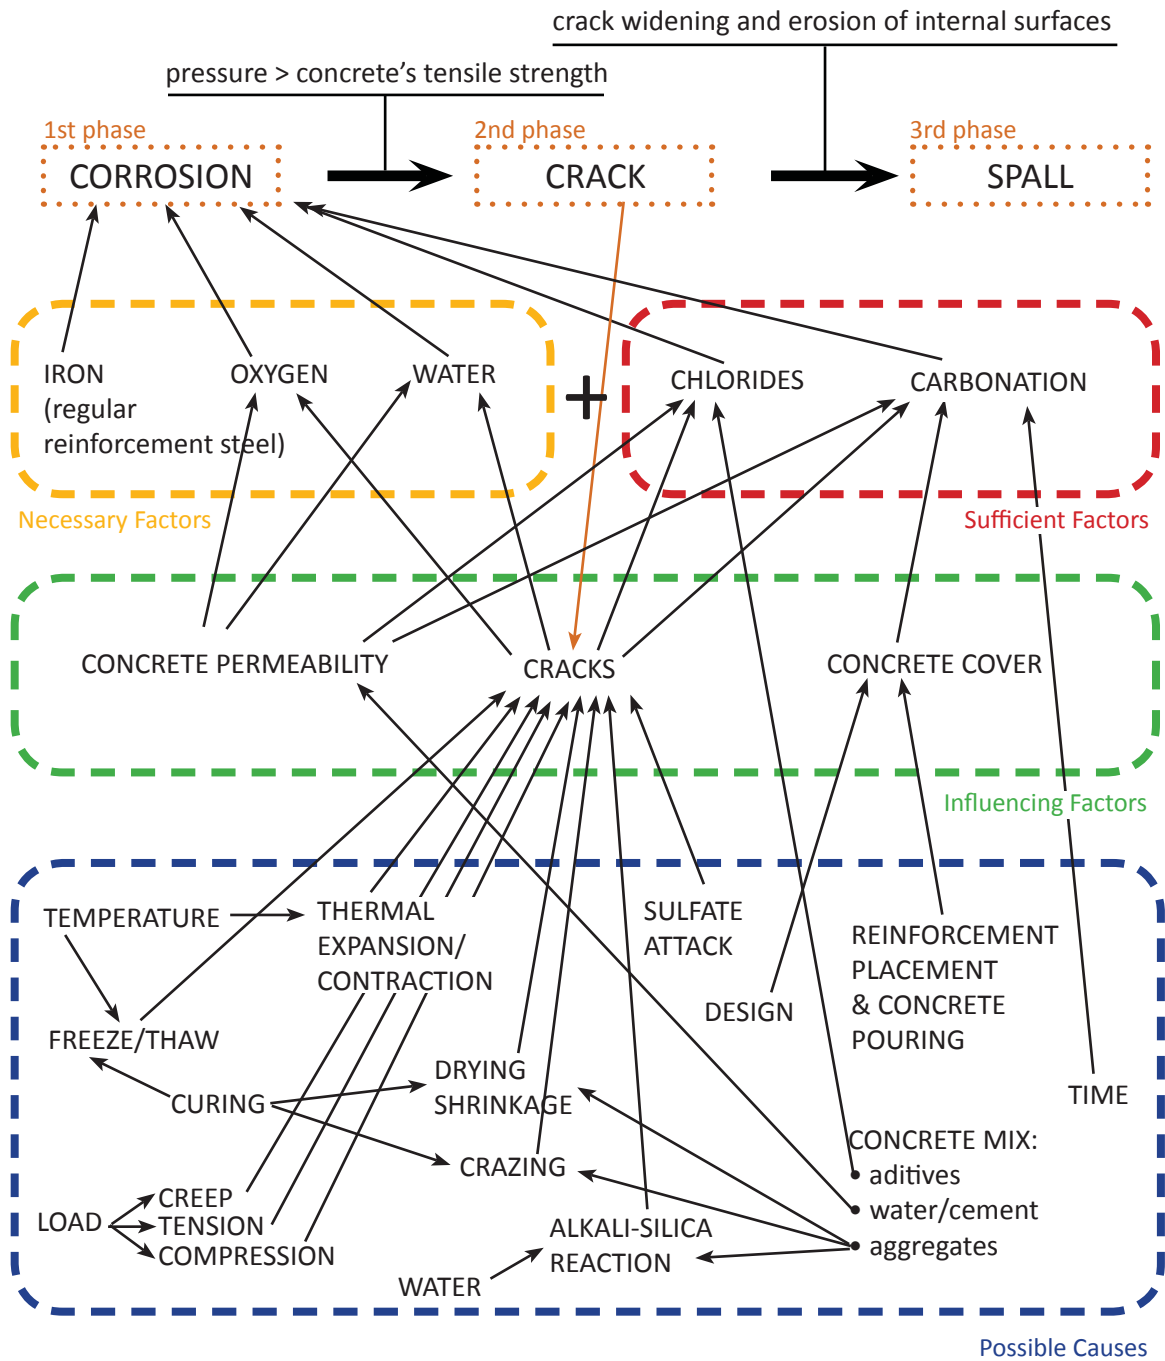 crack widening and erosion of internal surfaces
pressure > concrete's tensile strength
1st phase
2nd phase
3rd phase
CORROSION
CRACK
SPALL
IRON
(regular
reinforcement steel)
OXYGEN
WATER
+
CHLORIDES
CARBONATION
Necessary Factors
Sufficient Factors
CONCRETE PERMEABILITY
CRACKS
CONCRETE COVER
Influencing Factors
TEMPERATURE
THERMAL
EXPANSION/
CONTRACTION
SULFATE
ATTACK
REINFORCEMENT
PLACEMENT
& CONCRETE
POURING
DESIGN
FREEZE/THAW
DRYING
SHRINKAGE
CURING
TIME
CRAZING
CONCRETE MIX:
• aditives
• water/cement
• aggregates
LOAD
CREEP
TENSION
COMPRESSION
ALKALI-SILICA
REACTION
WATER
Possible Causes